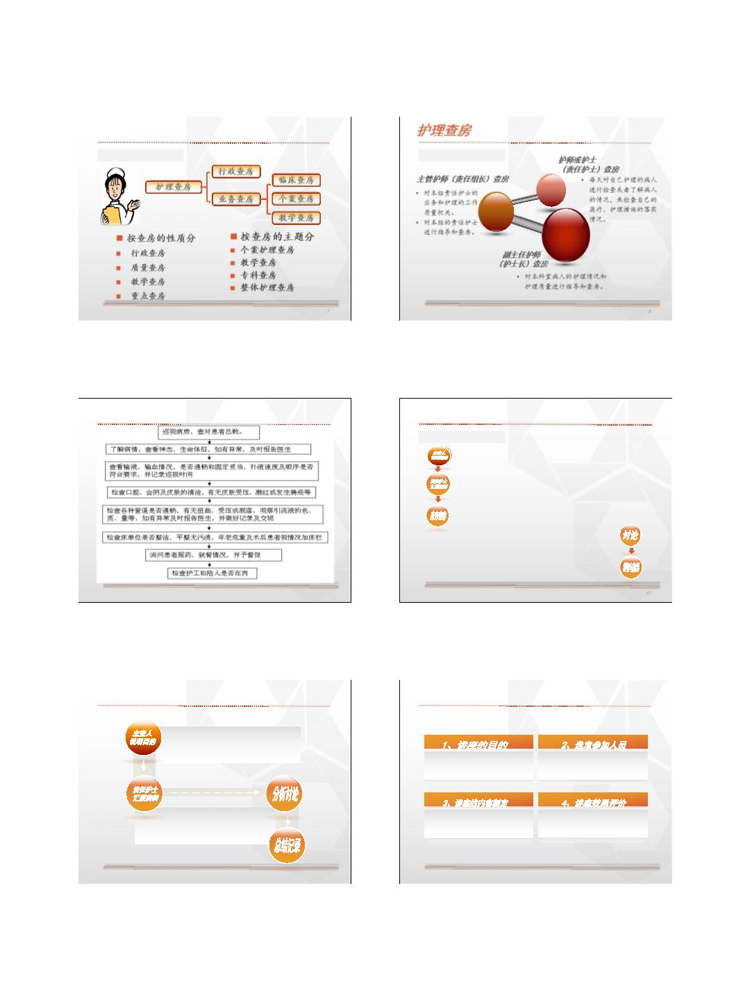 护理查房
行政查房
业务查房
临床查房
个案查房
教学查房
按查房的性质分
行政查房
质量查房
教学查房
重点查房
按查房的主题分
个案护理查房
教学查房
专科查房
整体护理查房
7
护理查房
护师或护士
（责任护士）查房
每天对自己护理的病人
进行检查或者了解病人
的情况，来检查自己的
医疗、护理措施的落实
情况。
主管护师（责任组长）查房
对本组责任护士的
业务和护理的工作
质量把关。
对本组的责任护士
进行指导和查房。
副主任护师
（护士长）查房
对本科室病人的护理情况和
护理质量进行指导和查房。
8
巡视病房，查对患者总数。
了解病情，查看神志、生命体征，如有异常，及时报告医生
查看输液、输血情况，是否通畅和固定妥当，补液速度及顺序是否
符合要求，并记录巡视时间
检查口腔、会阴及皮肤的清洁，有无皮肤受压、潮红或发生褥疮等
检查各种管道是否通畅，有无扭曲、受压或脱落，观察引流液的色、
质、量等，如有异常及时报告医生，并做好记录及交班
检查床单位是否整洁、平整无污渍，年老危重及术后患者视情况加床栏
询问患者服药、就餐情况，并予督促
检查护工和陪人是否在岗
讨论
10
主查人
说明目的
责任护士
汇报病例
分析讨论
总结记录
1、讲座的目的
2、选定参加人员
3、讲座的内容制定
4、讲座效果评价